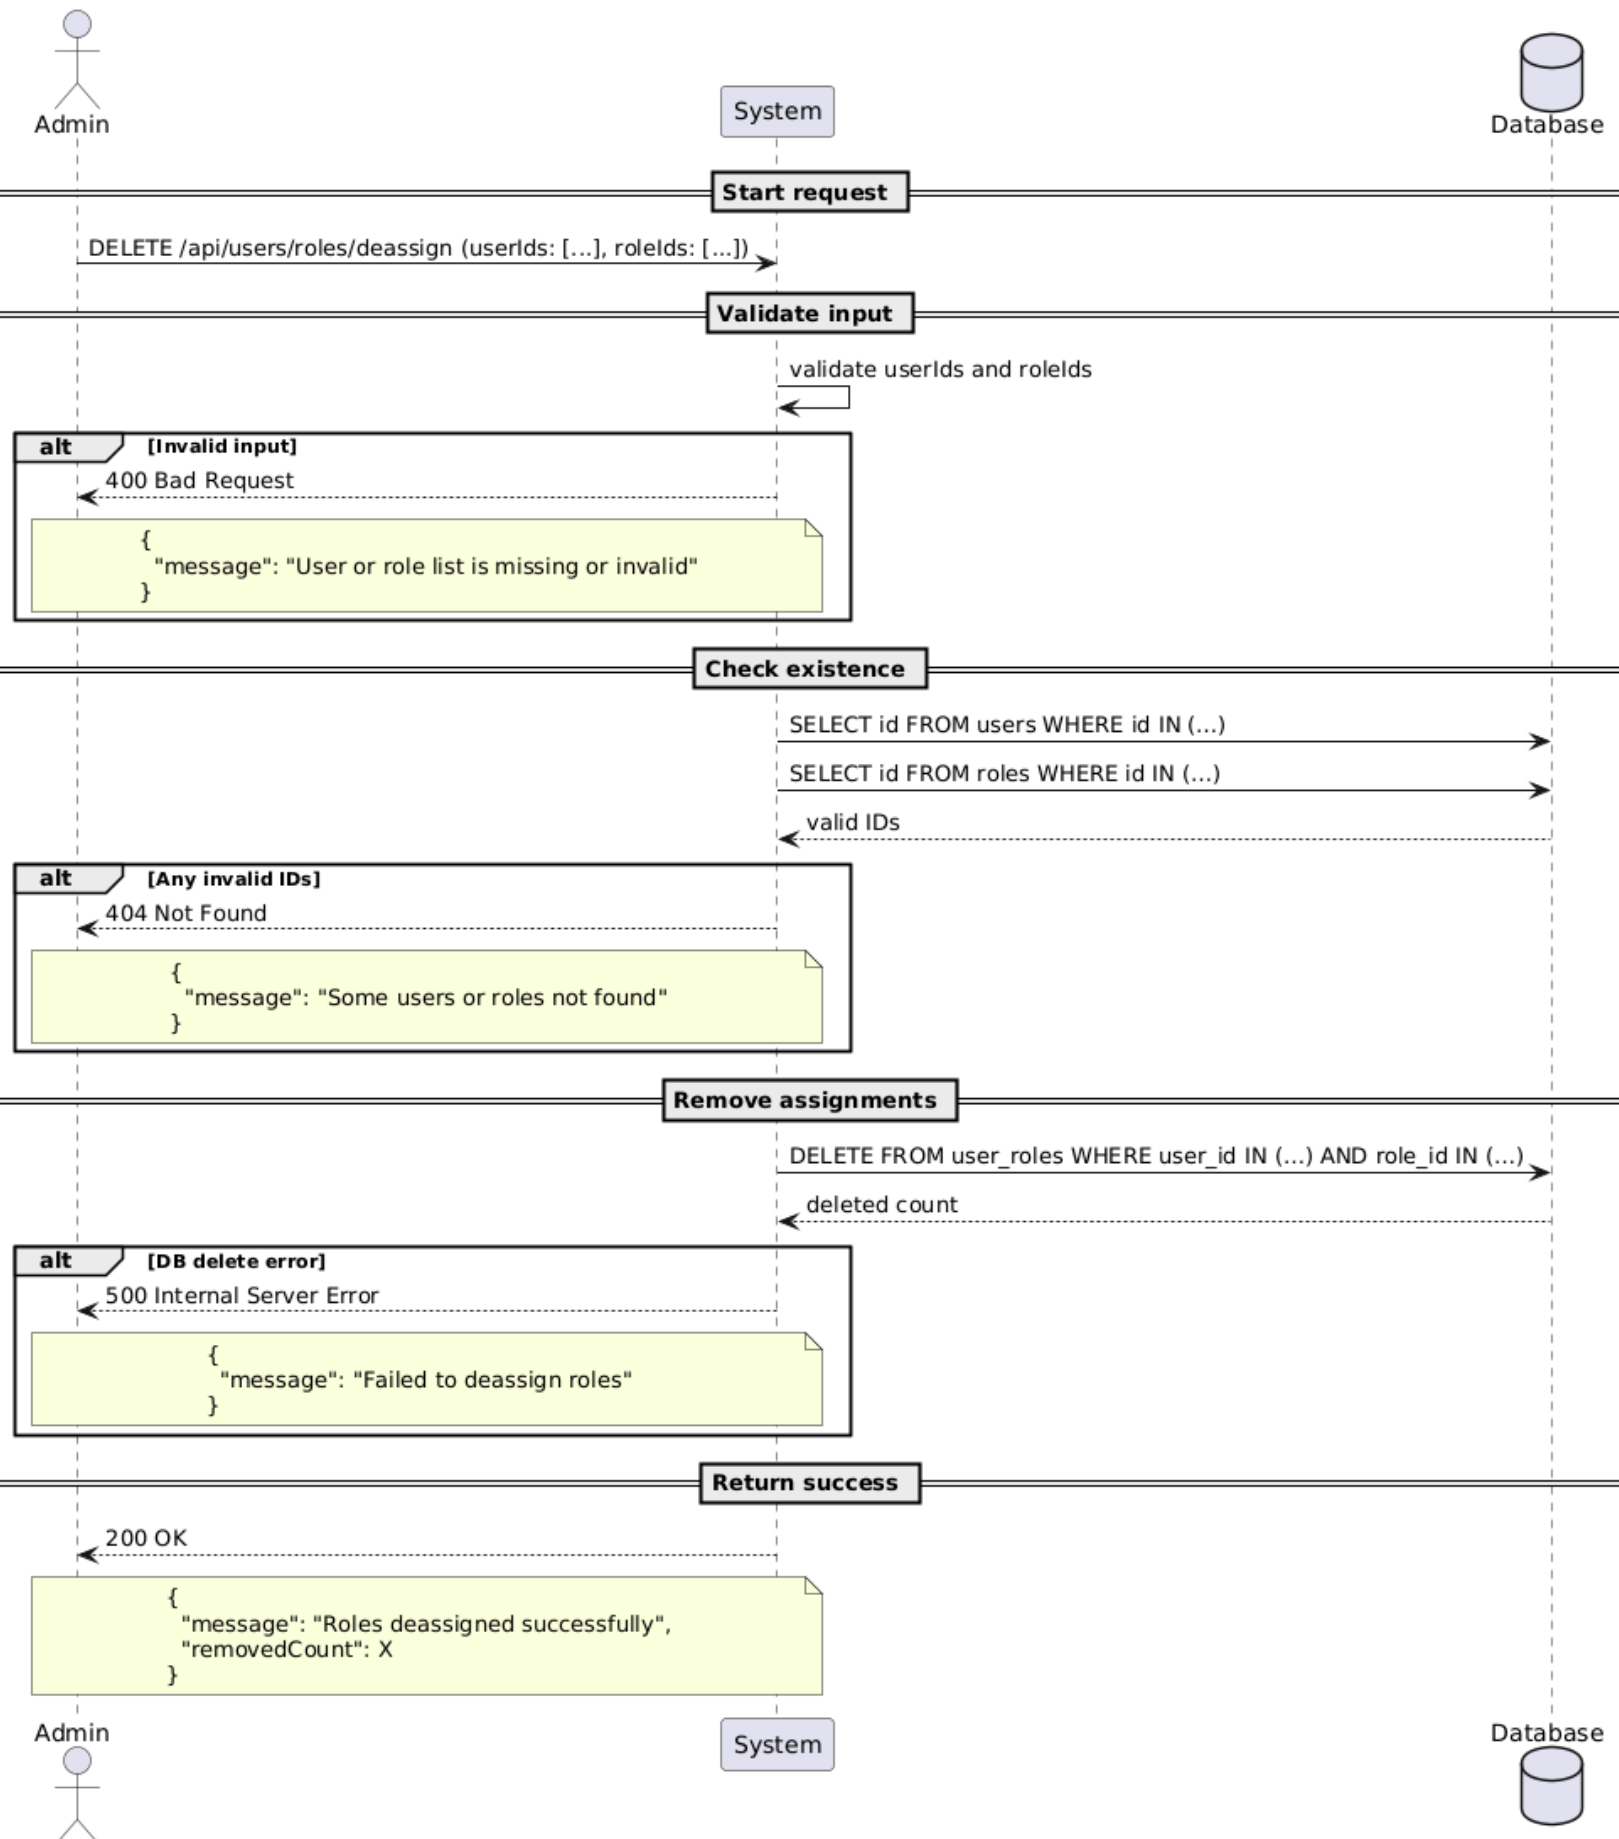 Admin
System
Database
Start request
DELETE /api/users/roles/deassign (userIds: [...], roleIds: [...])
Validate input
validate userIds and roleIds
alt [Invalid input]
400 Bad Request
{
"message": "User or role list is missing or invalid"
}
Check existence
SELECT id FROM users WHERE id IN (...)
SELECT id FROM roles WHERE id IN (...)
valid IDs
alt [Any invalid IDs]
404 Not Found
{
"message": "Some users or roles not found"
}
Remove assignments
DELETE FROM user_roles WHERE user_id IN (...) AND role_id IN (...)
deleted count
alt [DB delete error]
500 Internal Server Error
{
"message": "Failed to deassign roles"
}
Return success
200 OK
{
"message": "Roles deassigned successfully",
"removedCount": X
}
Admin
System
Database